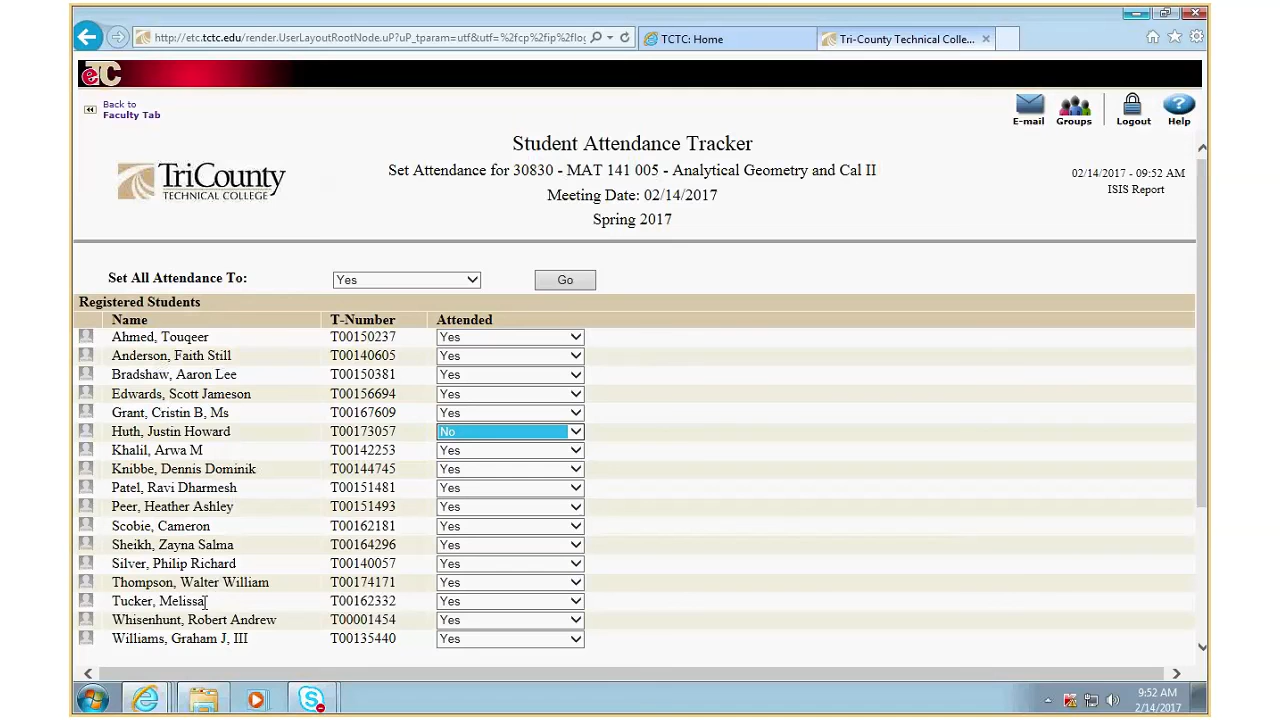 http://etc.tctc.edu/render.UserLayoutRootNode.uP?uP_tparam=utf&utf=%2fcp%2fip%2flog
TCTC: Home
Tri-County Technical Colle...
eTC
Back to
Faculty Tab
E-mail
Groups
Logout
Help
Student Attendance Tracker
TriCounty
TECHNICAL COLLEGE
Set Attendance for 30830 - MAT 141 005 - Analytical Geometry and Cal II
02/14/2017 - 09:52 AM
ISIS Report
Meeting Date: 02/14/2017
Spring 2017
Set All Attendance To: Yes Go
Registered Students
Name T-Number Attended
Ahmed, Touqeer T00150237 Yes
Anderson, Faith Still T00140605 Yes
Bradshaw, Aaron Lee T00150381 Yes
Edwards, Scott Jameson T00156694 Yes
Grant, Cristin B, Ms T00167609 Yes
Huth, Justin Howard T00173057 No
Khalil, Arwa M T00142253 Yes
Knibbe, Dennis Dominik T00144745 Yes
Patel, Ravi Dharmesh T00151481 Yes
Peer, Heather Ashley T00151493 Yes
Scobie, Cameron T00162181 Yes
Sheikh, Zayna Salma T00164296 Yes
Silver, Philip Richard T00140057 Yes
Thompson, Walter William T00174171 Yes
Tucker, Melissa T00162332 Yes
Whisenhunt, Robert Andrew T00001454 Yes
Williams, Graham J, III T00135440 Yes
9:52 AM
2/14/2017